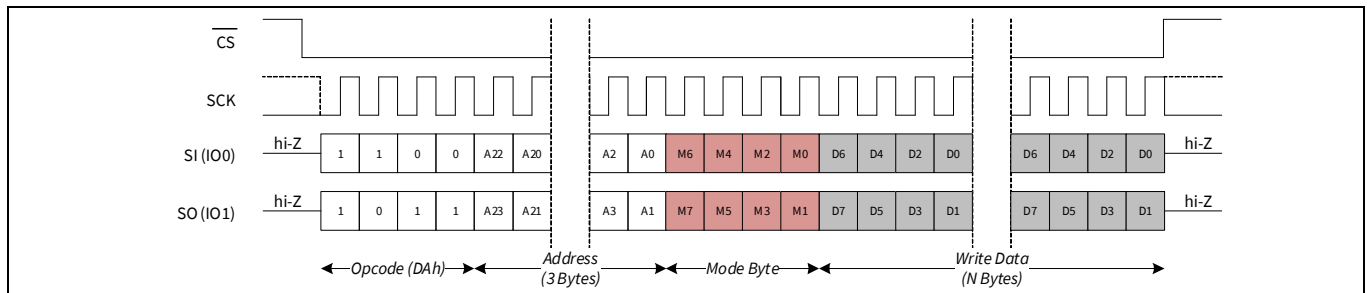 CS
SCK
SI (IO0) hi-Z 1 1 0 0 A22 A20 A2 A0 M6 M4 M2 M0 D6 D4 D2 D0 D6 D4 D2 D0 hi-Z
SO (IO1) hi-Z 1 0 1 1 A23 A21 A3 A1 M7 M5 M3 M1 D7 D5 D3 D1 D7 D5 D3 D1 hi-Z
Opcode (DAh) Address Mode Byte Write Data
(3 Bytes) (N Bytes)